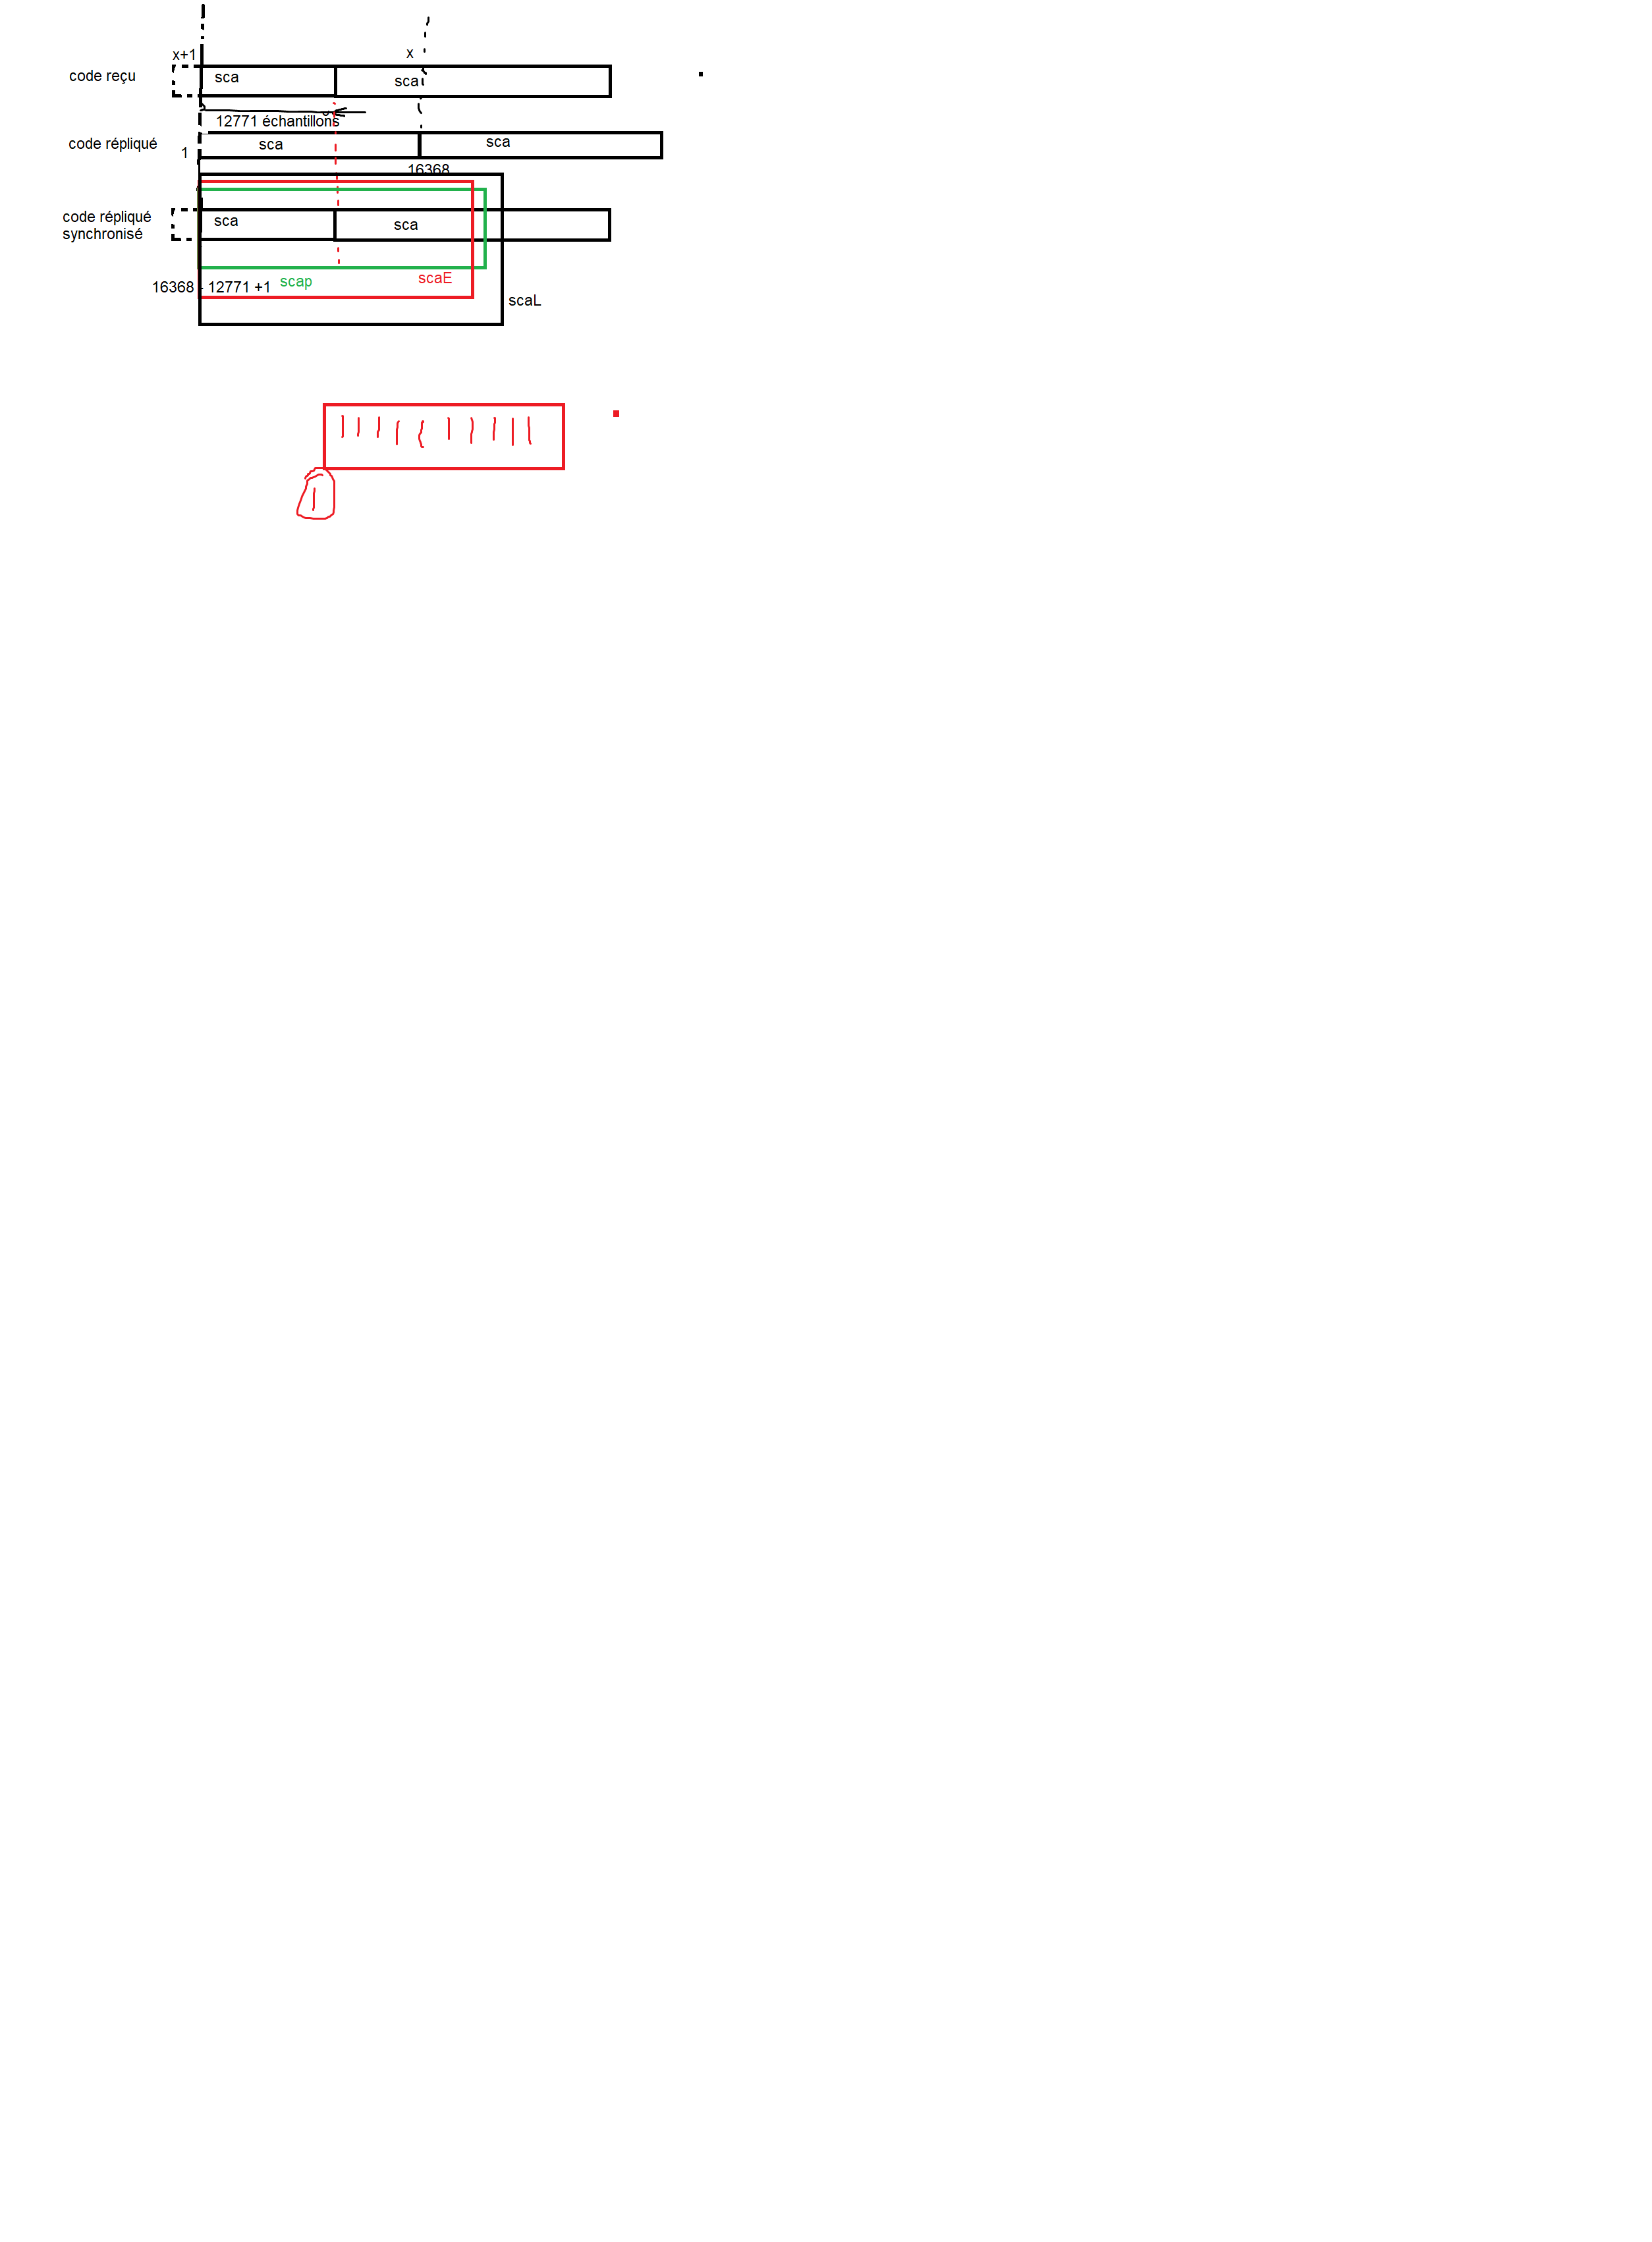 x+1
x
code reçu
sca
sca
12771 échantillons
code répliqué
1
sca
sca
16368
code répliqué
synchronisé
sca
sca
16368 - 12771 +1
scap
scaE
scaL